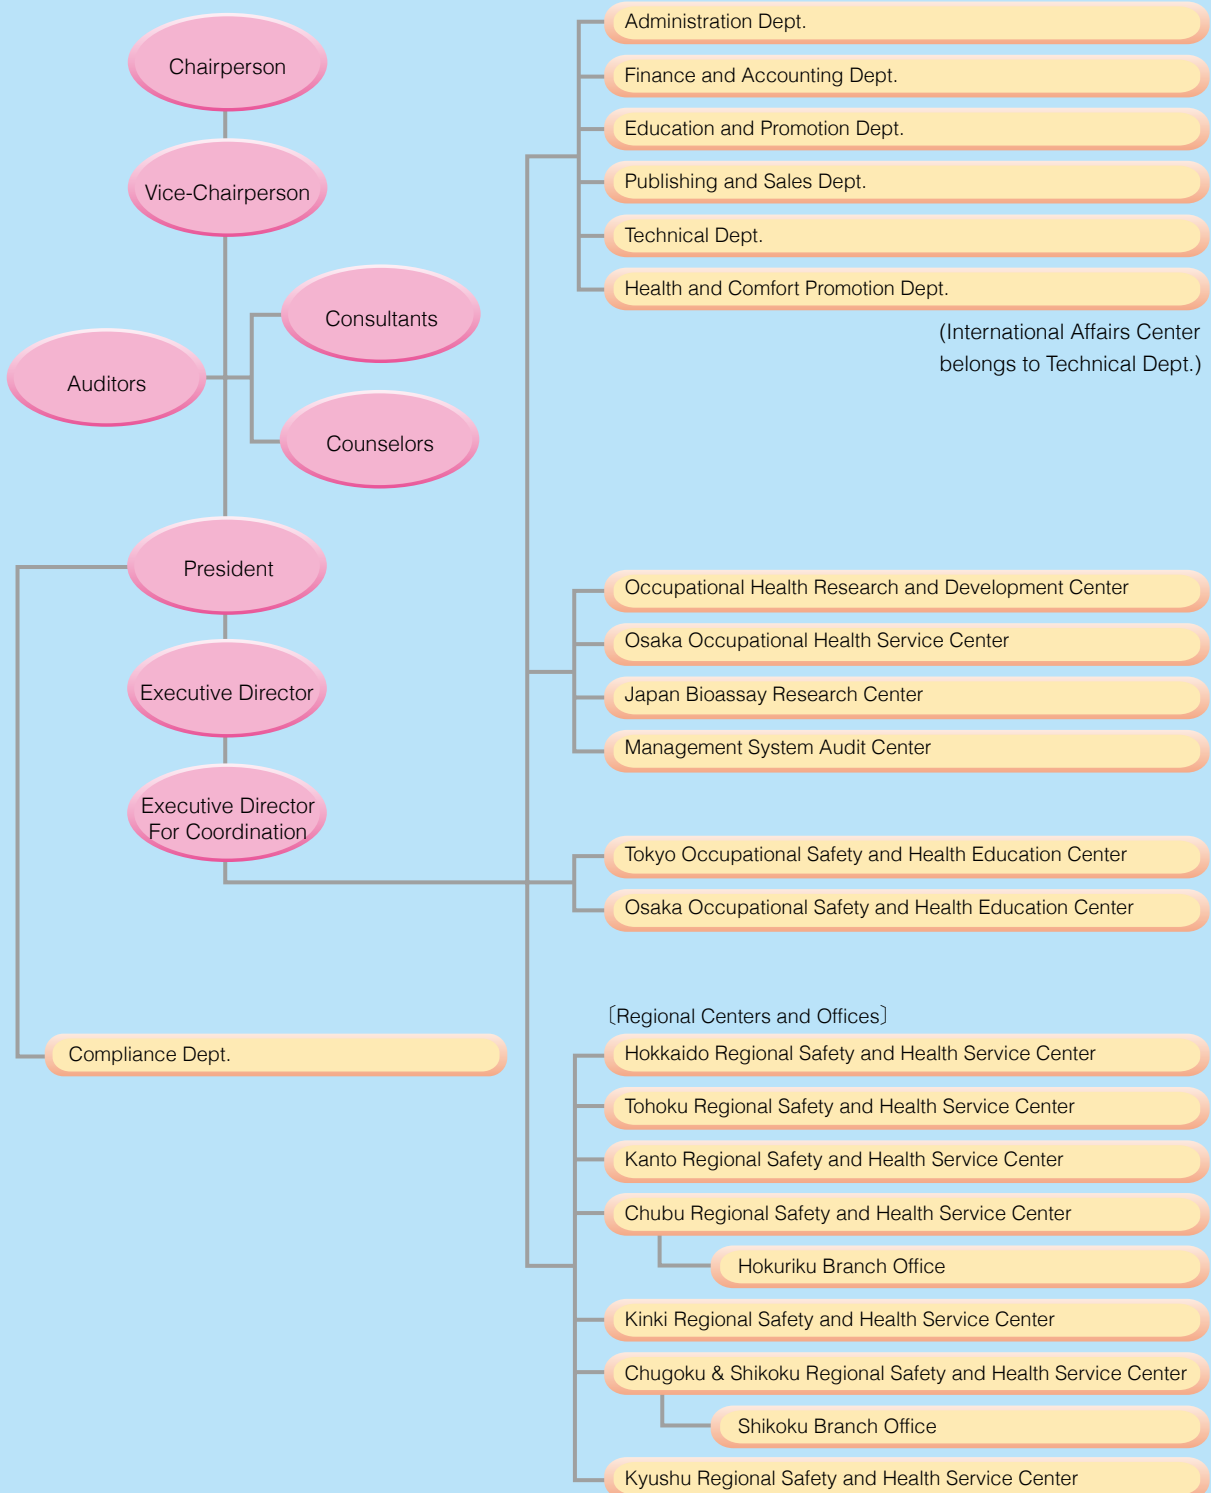 Chairperson
Vice-Chairperson
Consultants
Auditors
Counselors
President
Executive Director
Executive Director
For Coordination
Compliance Dept.
Administration Dept.
Finance and Accounting Dept.
Education and Promotion Dept.
Publishing and Sales Dept.
Technical Dept.
Health and Comfort Promotion Dept.
(International Affairs Center
belongs to Technical Dept.)
Occupational Health Research and Development Center
Osaka Occupational Health Service Center
Japan Bioassay Research Center
Management System Audit Center
Tokyo Occupational Safety and Health Education Center
Osaka Occupational Safety and Health Education Center
〔Regional Centers and Offices〕
Hokkaido Regional Safety and Health Service Center
Tohoku Regional Safety and Health Service Center
Kanto Regional Safety and Health Service Center
Chubu Regional Safety and Health Service Center
Hokuriku Branch Office
Kinki Regional Safety and Health Service Center
Chugoku & Shikoku Regional Safety and Health Service Center
Shikoku Branch Office
Kyushu Regional Safety and Health Service Center